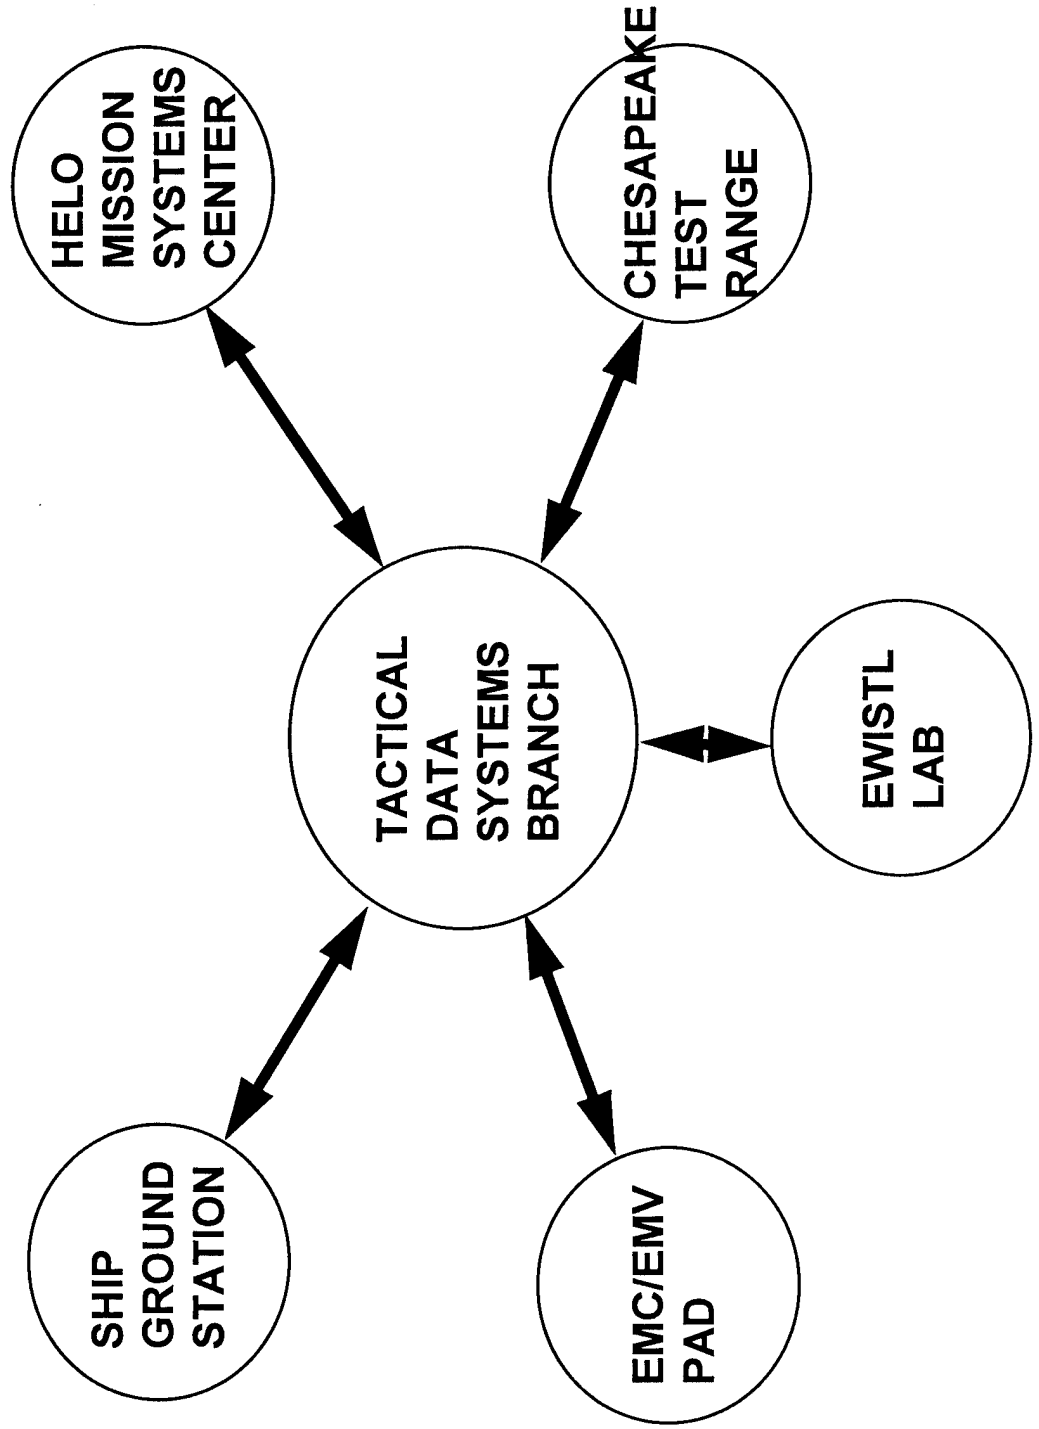 SHIP
GROUND
STATION
HELO
MISSION
SYSTEMS
CENTER
TACTICAL
DATA
SYSTEMS
BRANCH
EMC/EMV
PAD
CHESAPEAKE
TEST
RANGE
EWISTL
LAB